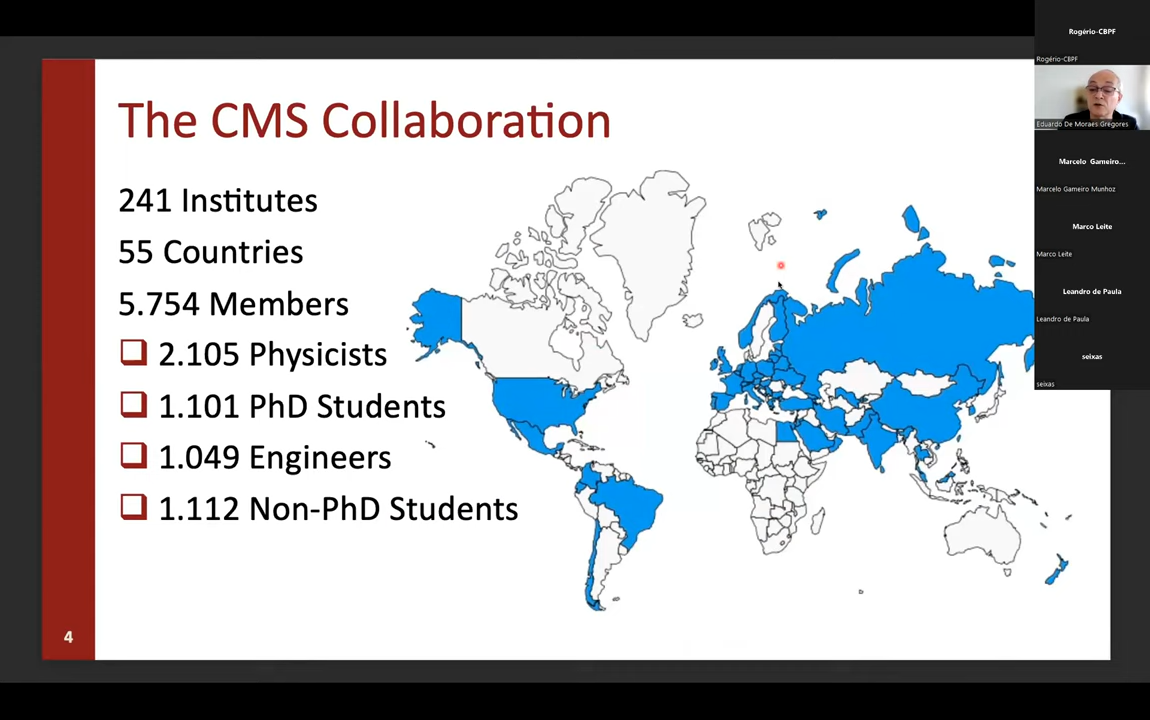 The CMS Collaboration
241 Institutes
55 Countries
5.754 Members
2.105 Physicists
1.101 PhD Students
1.049 Engineers
1.112 Non-PhD Students
4
Rogério-CBPF
Rogério-CBPF
Eduardo De Moraes Gregores
Marcelo Gameiro...
Marcelo Gameiro Munhoz
Marco Leite
Marco Leite
Leandro de Paula
Leandro de Paula
seixas
seixas